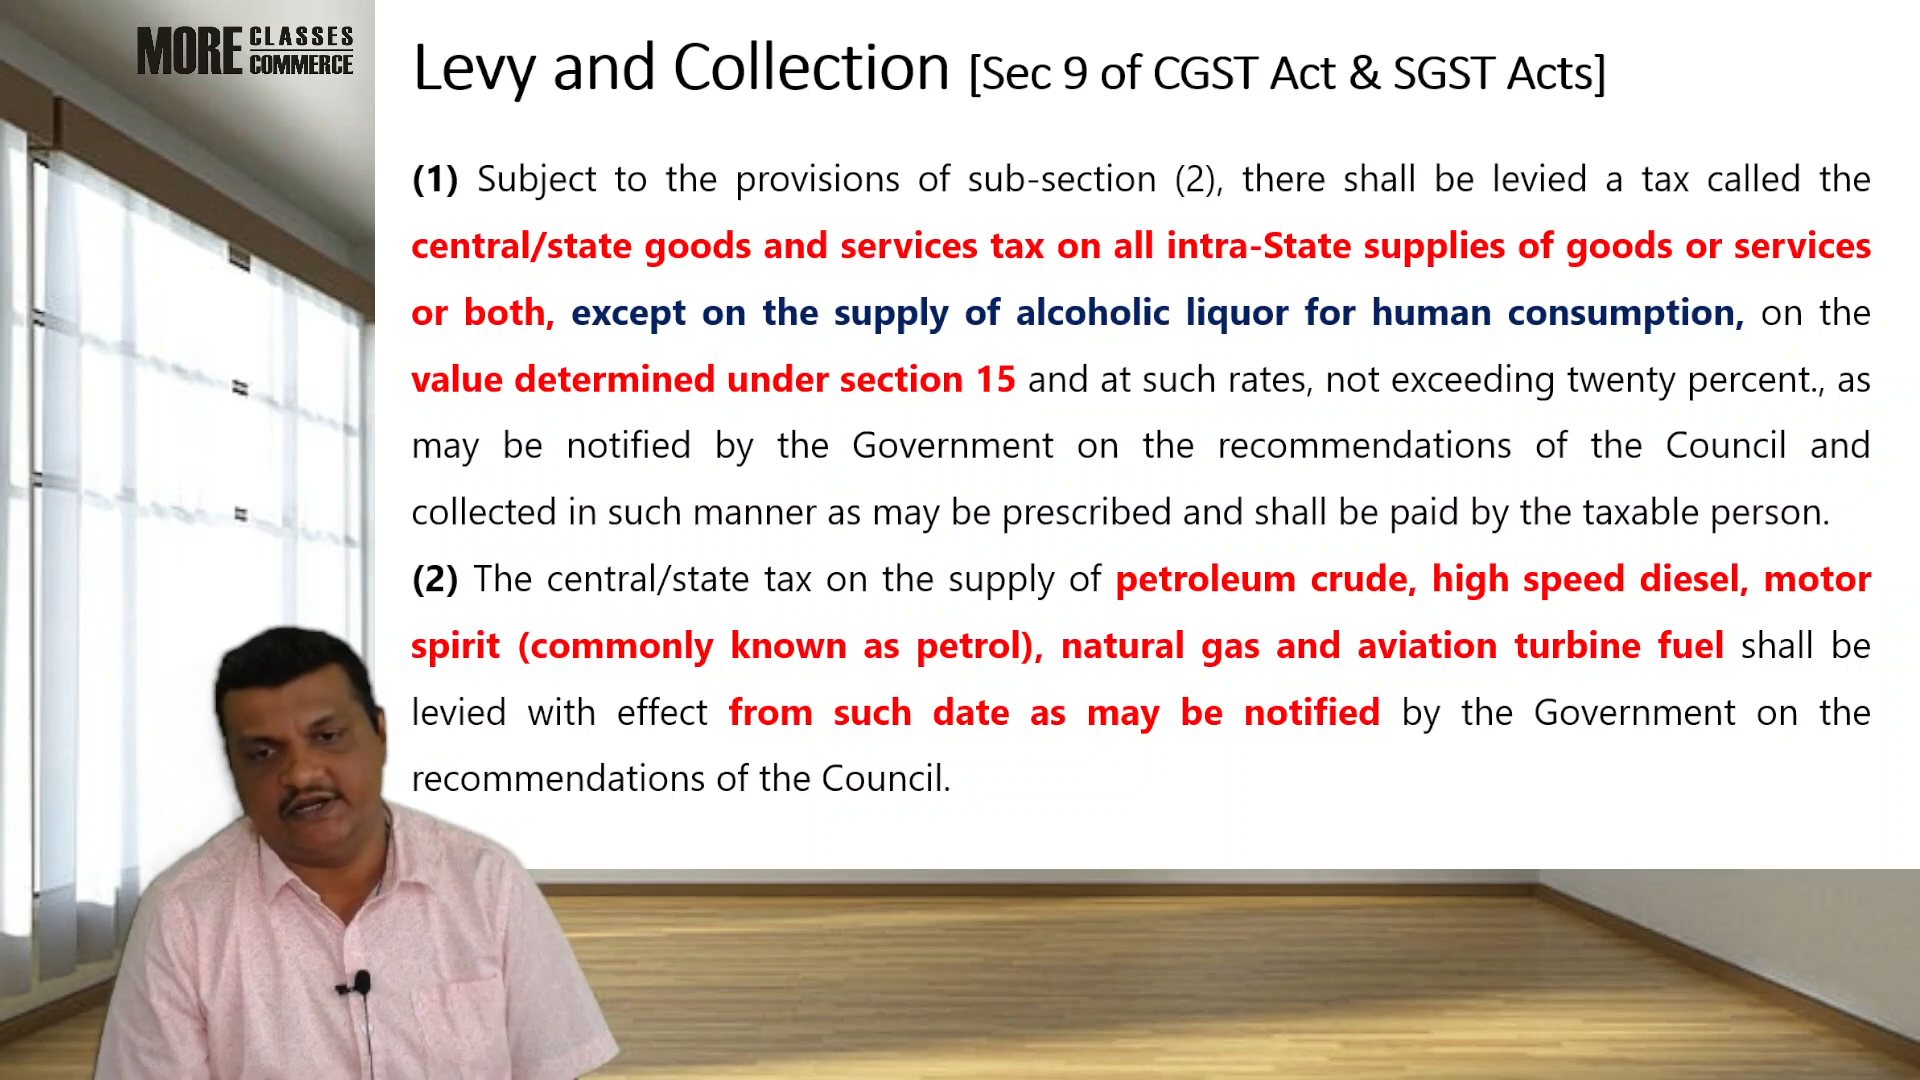 MORE CLASSES COMMERCE
Levy and Collection [Sec 9 of CGST Act & SGST Acts]
(1) Subject to the provisions of sub-section (2), there shall be levied a tax called the
central/state goods and services tax on all intra-State supplies of goods or services
or both, except on the supply of alcoholic liquor for human consumption, on the
value determined under section 15 and at such rates, not exceeding twenty percent., as
may be notified by the Government on the recommendations of the Council and
collected in such manner as may be prescribed and shall be paid by the taxable person.
(2) The central/state tax on the supply of petroleum crude, high speed diesel, motor
spirit (commonly known as petrol), natural gas and aviation turbine fuel shall be
levied with effect from such date as may be notified by the Government on the
recommendations of the Council.